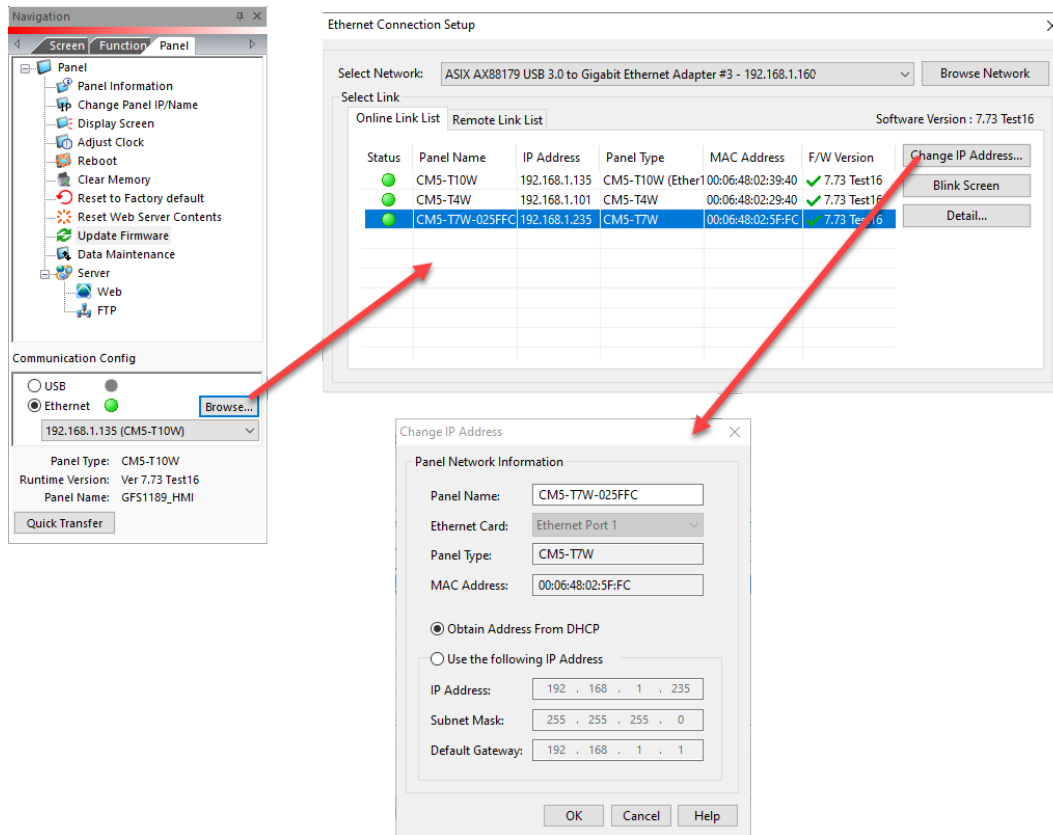 Navigation
Screen Function Panel
Panel
Panel Information
Change Panel IP/Name
Display Screen
Adjust Clock
Reboot
Clear Memory
Reset to Factory default
Reset Web Server Contents
Update Firmware
Data Maintenance
Server
Web
FTP
Communication Config
USB
Ethernet Browse...
192.168.1.135 (CM5-T10W)
Panel Type: CM5-T10W
Runtime Version: Ver 7.73 Test16
Panel Name: GFS1189_HMI
Quick Transfer
Ethernet Connection Setup
Select Network: ASIX AX88179 USB 3.0 to Gigabit Ethernet Adapter #3 - 192.168.1.160 Browse Network
Select Link
Online Link List Remote Link List Software Version : 7.73 Test16
Status Panel Name IP Address Panel Type MAC Address F/W Version Change IP Address...
CM5-T10W 192.168.1.135 CM5-T10W (Ether1 00:06:48:02:39:40 7.73 Test16
Blink Screen
CM5-T4W 192.168.1.101 CM5-T4W 00:06:48:02:29:40 7.73 Test16
CM5-T7W-025FFC 192.168.1.235 CM5-T7W 00:06:48:02:5F:FC 7.73 Test16
Detail...
Change IP Address
Panel Network Information
Panel Name: CM5-T7W-025FFC
Ethernet Card: Ethernet Port 1
Panel Type: CM5-T7W
MAC Address: 00:06:48:02:5F:FC
Obtain Address From DHCP
Use the following IP Address
IP Address: 192 . 168 . 1 . 235
Subnet Mask: 255 . 255 . 255 . 0
Default Gateway: 192 . 168 . 1 . 1
OK Cancel Help